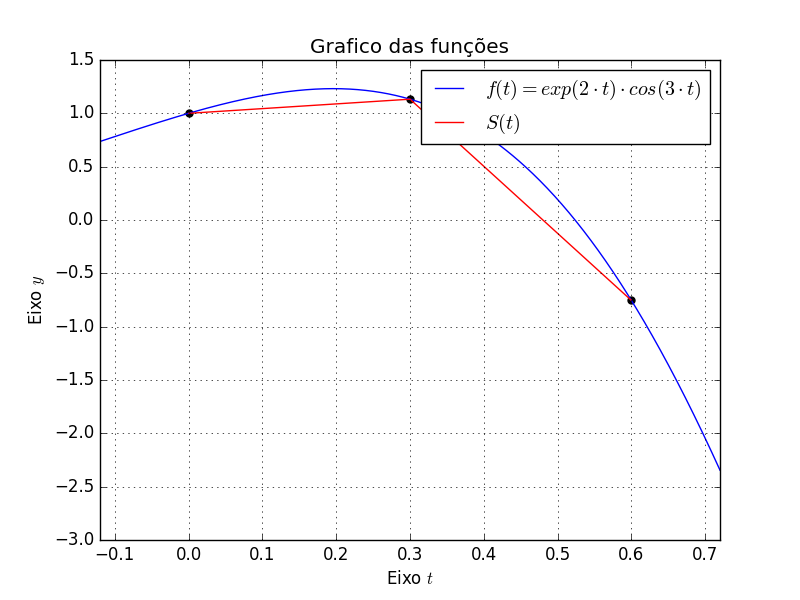 Grafico das funções
f(t) = exp(2 · t) · cos(3 · t)
S(t)
1.5
1.0
0.5
0.0
−0.5
−1.0
−1.5
−2.0
−2.5
−3.0
Eixo y
−0.1 0.0 0.1 0.2 0.3 0.4 0.5 0.6 0.7
Eixo t